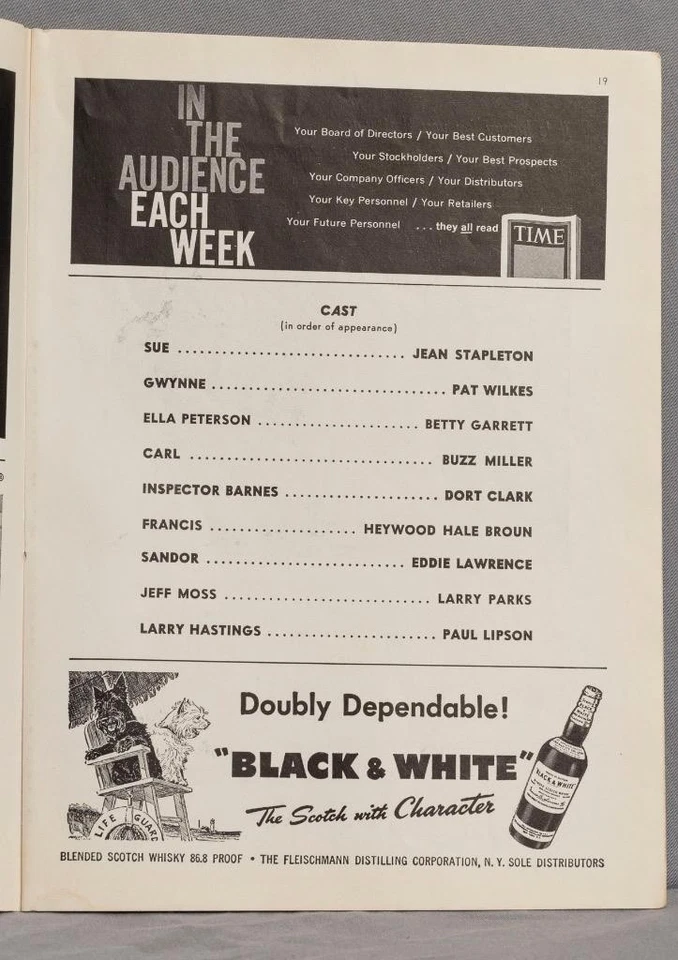 19
IN
THE
AUDIENCE
EACH
WEEK
Your Board of Directors / Your Best Customers
Your Stockholders / Your Best Prospects
Your Company Officers / Your Distributors
Your Key Personnel / Your Retailers
Your Future Personnel ... they all read
TIME
CAST
(in order of appearance)
SUE .............................. JEAN STAPLETON
GWYNNE ................................ PAT WILKES
ELLA PETERSON ...................... BETTY GARRETT
CARL ................................. BUZZ MILLER
INSPECTOR BARNES ..................... DORT CLARK
FRANCIS .................... HEYWOOD HALE BROUN
SANDOR ........................... EDDIE LAWRENCE
JEFF MOSS ............................ LARRY PARKS
LARRY HASTINGS ....................... PAUL LIPSON
Doubly Dependable!
"BLACK & WHITE"
The Scotch with Character
LIFE GUARD
BLACK & WHITE
BLENDED SCOTCH WHISKY 86.8 PROOF • THE FLEISCHMANN DISTILLING CORPORATION, N. Y. SOLE DISTRIBUTORS